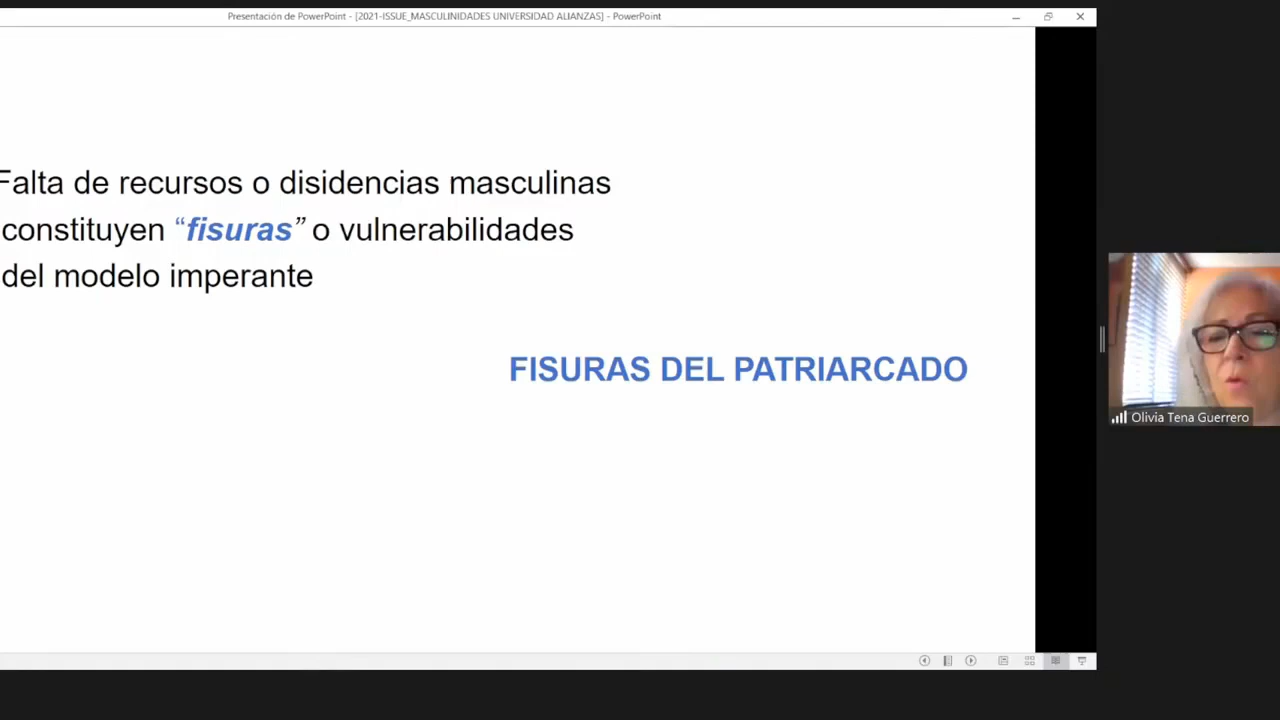 Presentación de PowerPoint - [2021-ISSUE_MASCULINIDADES UNIVERSIDAD ALIANZAS] - PowerPoint
Falta de recursos o disidencias masculinas
constituyen “fisuras” o vulnerabilidades
del modelo imperante
FISURAS DEL PATRIARCADO
Olivia Tena Guerrero